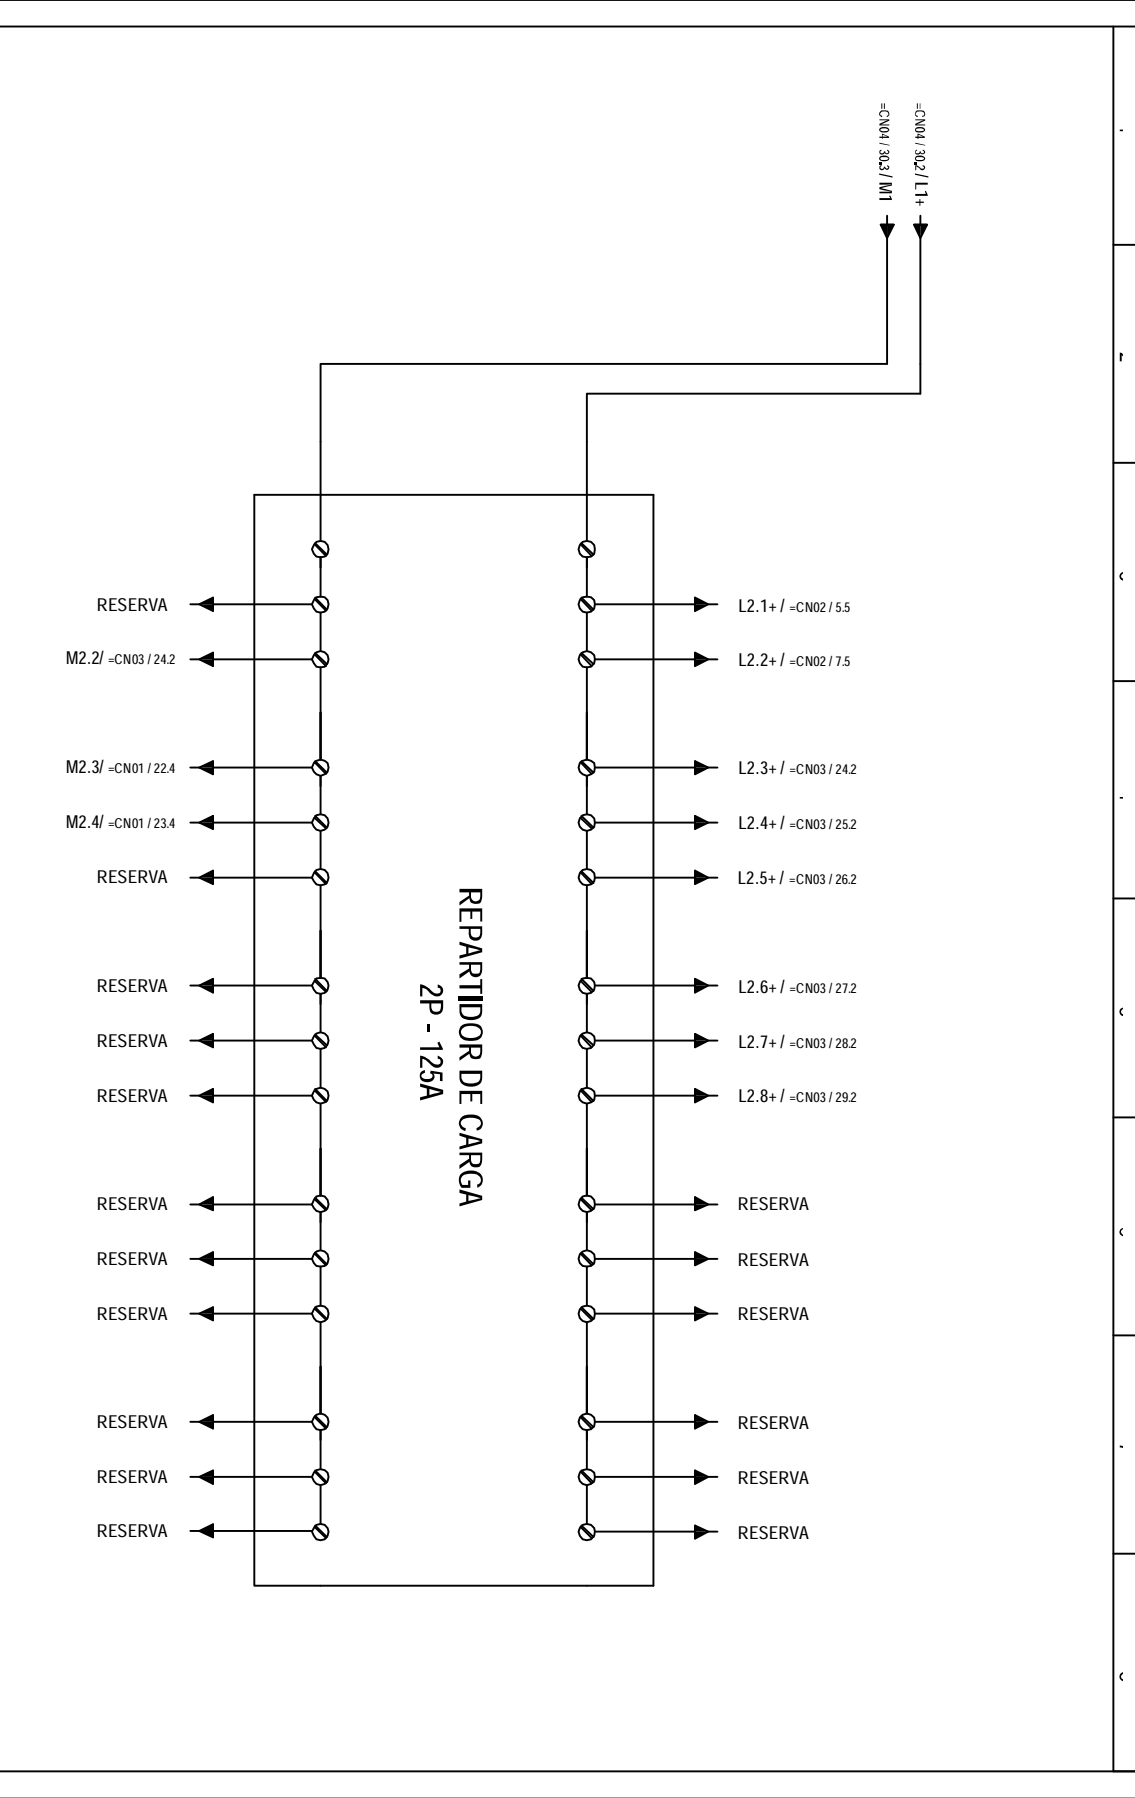 =CN04 / 30.2 / L1+
=CN04 / 30.3 / M1
RESERVA
L2.1+ / =CN02 / 5.5
M2.2/ =CN03 / 24.2
L2.2+ / =CN02 / 7.5
M2.3/ =CN01 / 22.4
L2.3+ / =CN03 / 24.2
M2.4/ =CN01 / 23.4
L2.4+ / =CN03 / 25.2
RESERVA
L2.5+ / =CN03 / 26.2
REPARTIDOR DE CARGA
2P - 125A
RESERVA
L2.6+ / =CN03 / 27.2
RESERVA
L2.7+ / =CN03 / 28.2
RESERVA
L2.8+ / =CN03 / 29.2
RESERVA
RESERVA
RESERVA
RESERVA
RESERVA
RESERVA
RESERVA
RESERVA
RESERVA
RESERVA
RESERVA
RESERVA